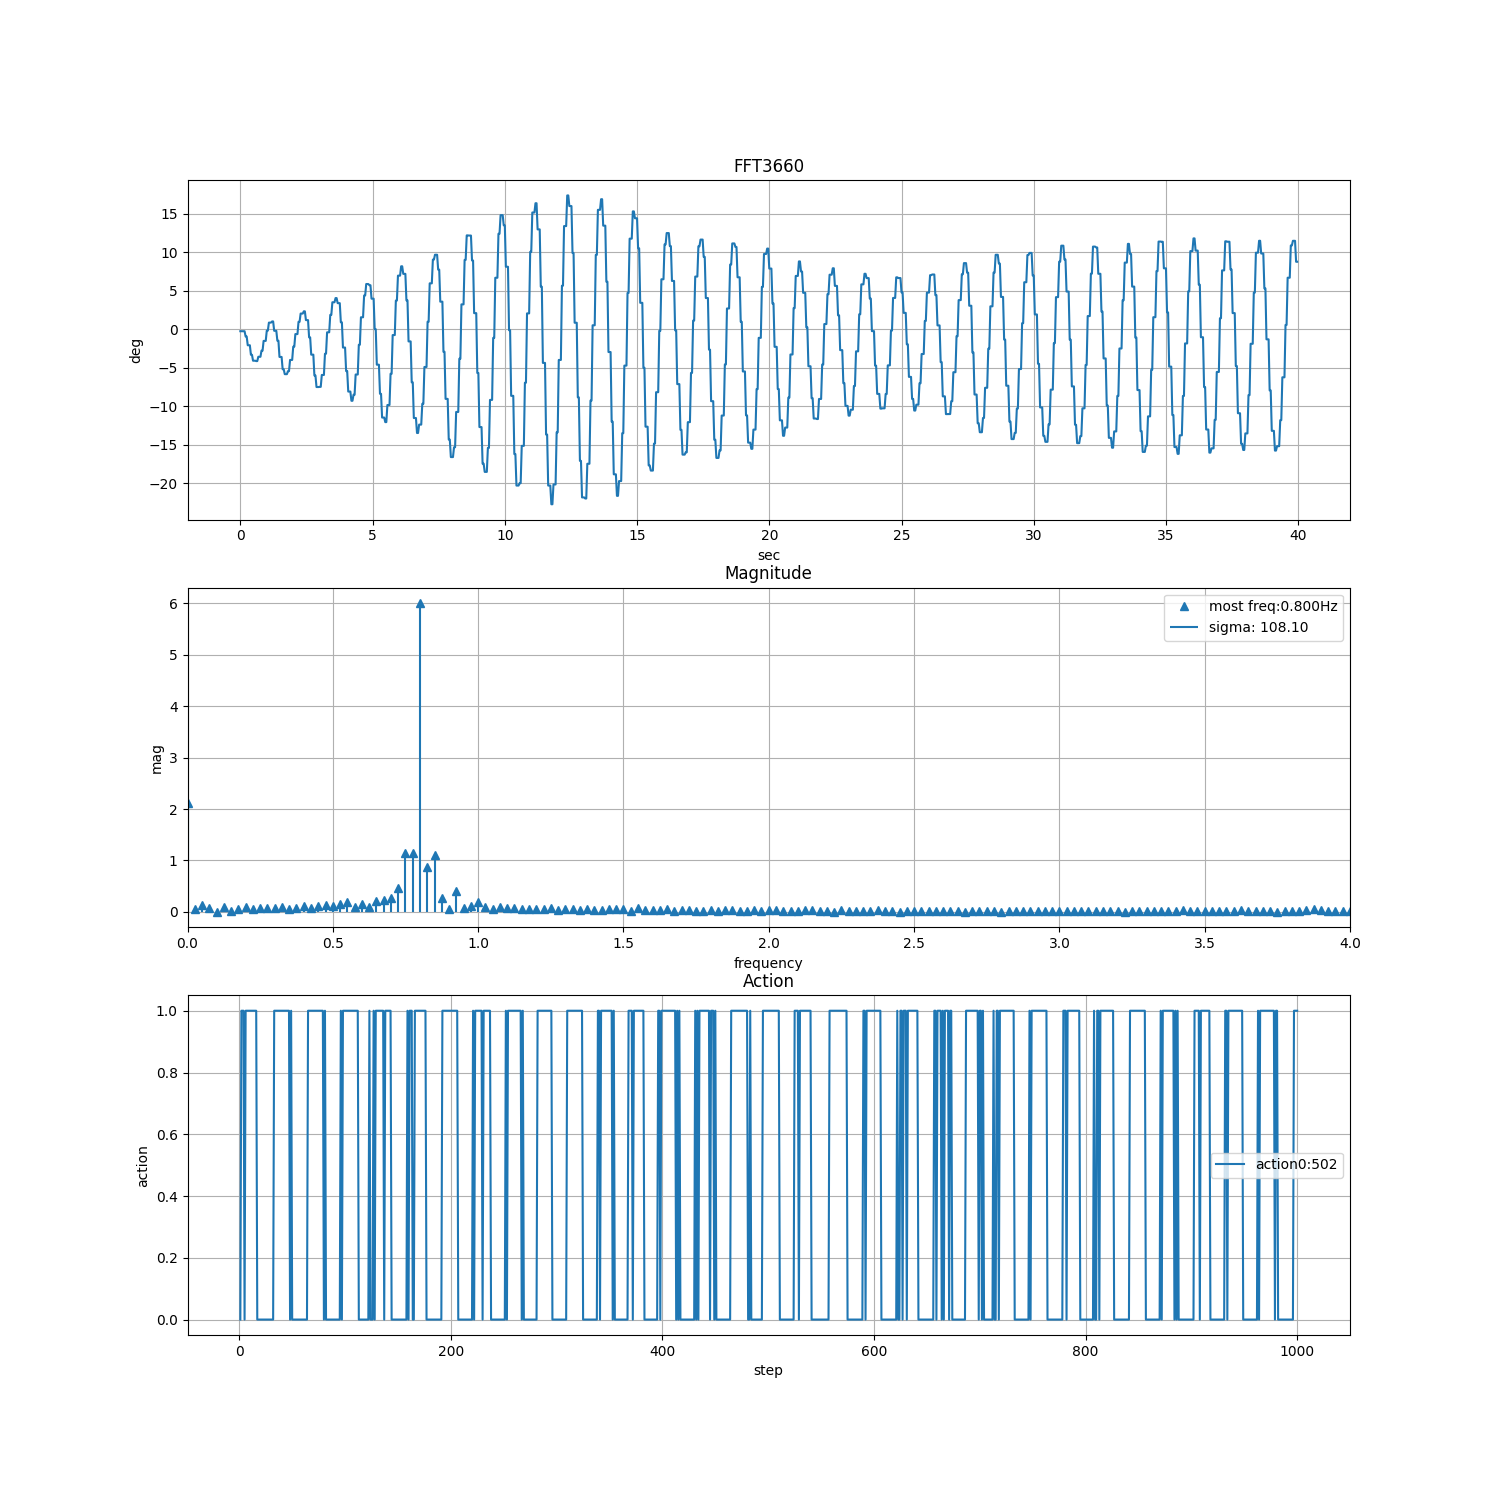 FFT3660
15
10
5
0
−5
−10
−15
−20
deg
0 5 10 15 20 25 30 35 40
sec
Magnitude
6
5
4
3
2
1
0
mag
most freq:0.800Hz
sigma: 108.10
0.0 0.5 1.0 1.5 2.0 2.5 3.0 3.5 4.0
frequency
Action
1.0
0.8
0.6
0.4
0.2
0.0
action
action0:502
0 200 400 600 800 1000
step